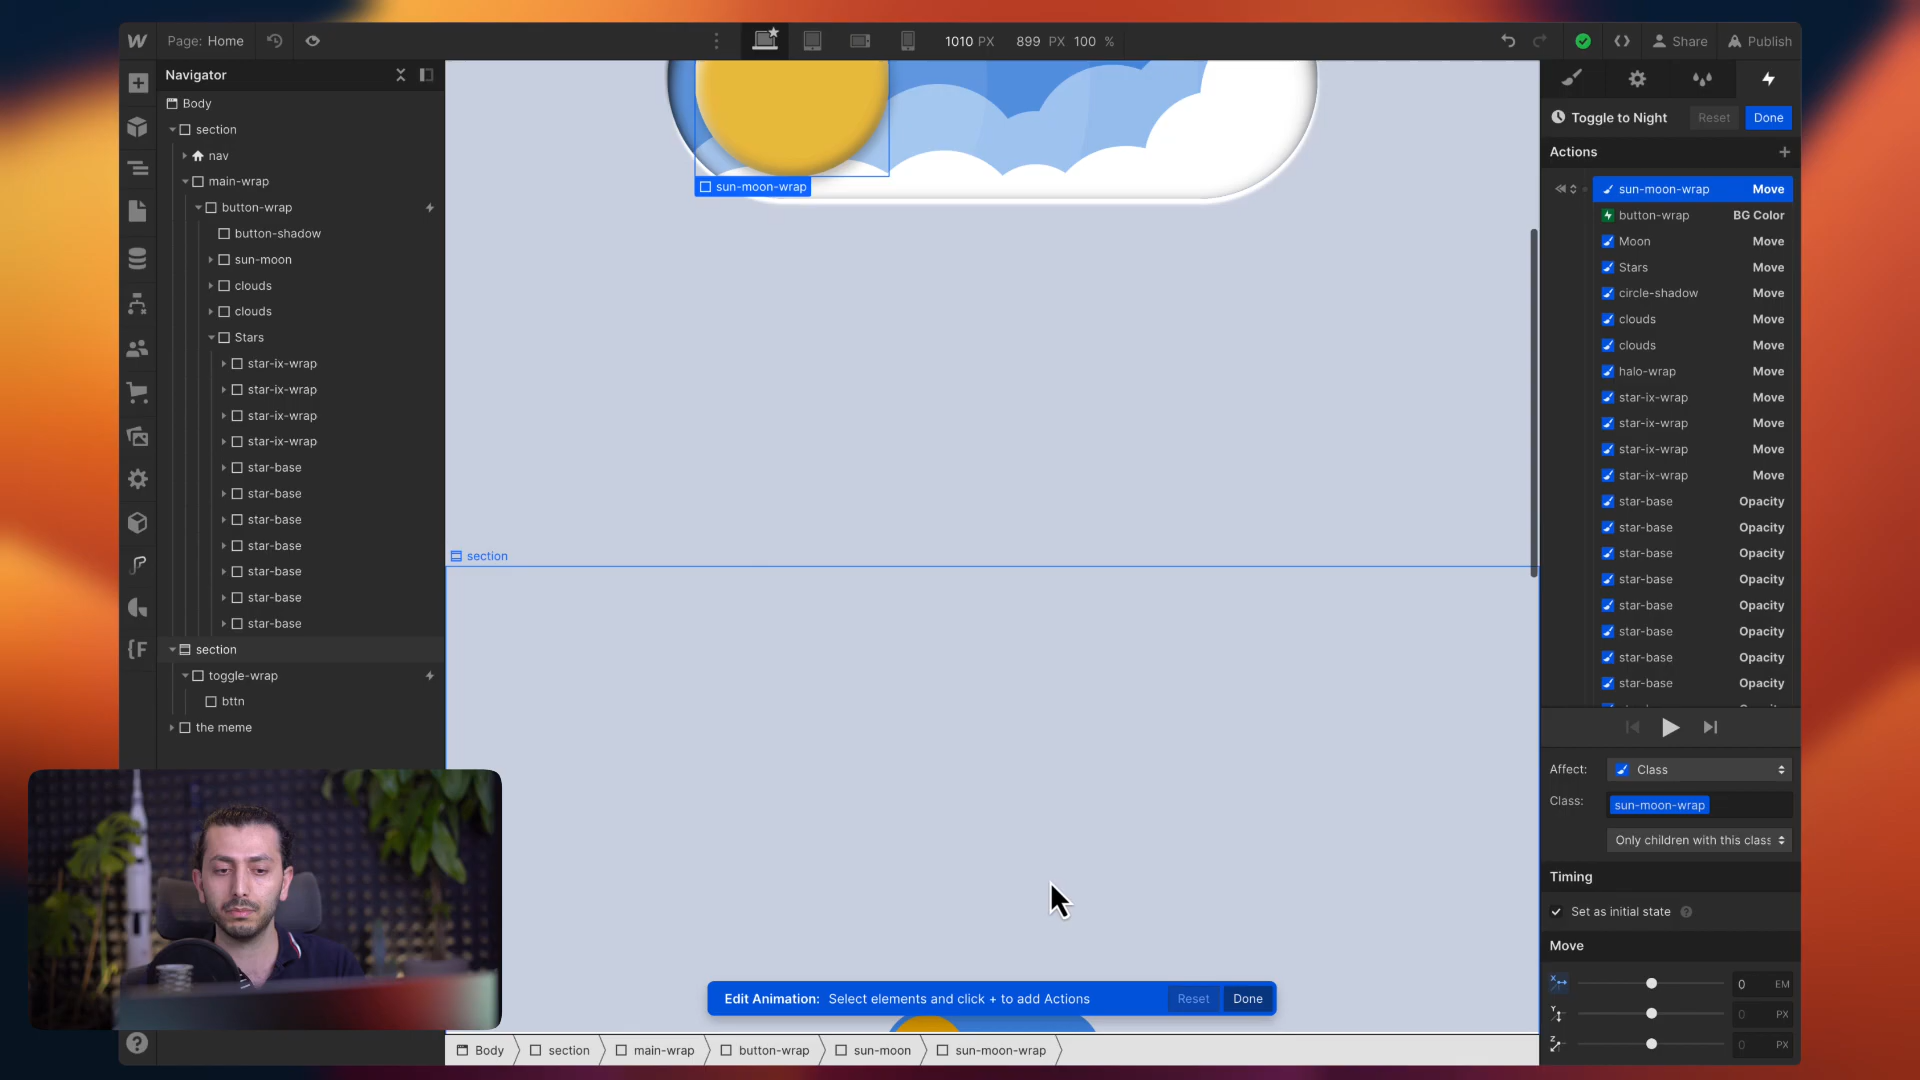 Page: Home
1010 PX 899 PX 100 %
Share
Publish
Navigator
Body
section
nav
main-wrap
button-wrap
button-shadow
sun-moon
clouds
clouds
Stars
star-ix-wrap
star-ix-wrap
star-ix-wrap
star-ix-wrap
star-base
star-base
star-base
star-base
star-base
star-base
star-base
section
toggle-wrap
bttn
the meme
sun-moon-wrap
section
Edit Animation: Select elements and click + to add Actions
Reset
Done
Body
section
main-wrap
button-wrap
sun-moon
sun-moon-wrap
Toggle to Night
Reset
Done
Actions
sun-moon-wrap Move
button-wrap BG Color
Moon Move
Stars Move
circle-shadow Move
clouds Move
clouds Move
halo-wrap Move
star-ix-wrap Move
star-ix-wrap Move
star-ix-wrap Move
star-ix-wrap Move
star-base Opacity
star-base Opacity
star-base Opacity
star-base Opacity
star-base Opacity
star-base Opacity
star-base Opacity
star-base Opacity
Affect: Class
Class: sun-moon-wrap
Only children with this class
Timing
Set as initial state
Move
X 0 EM
Y 0 PX
Z 0 PX